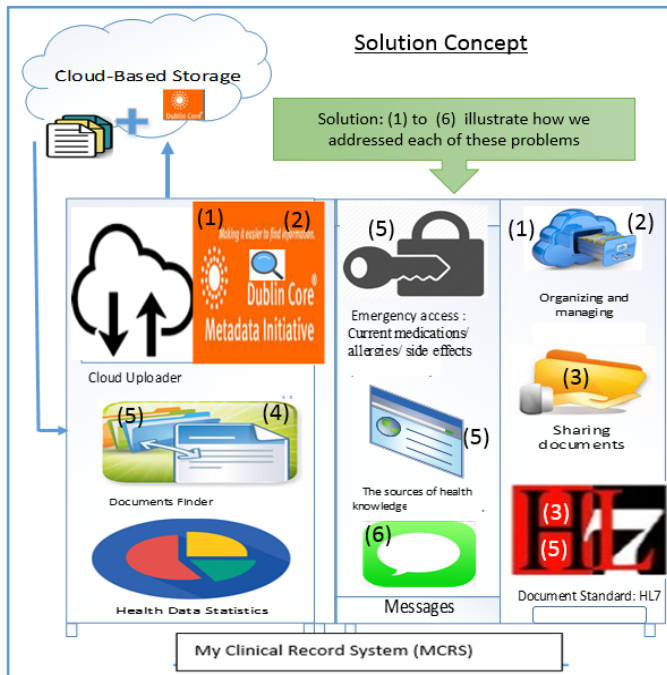 Solution Concept
Cloud-Based Storage
Dublin Core
Solution: (1) to (6) illustrate how we
addressed each of these problems
(1)
(2)
Making it easier to find information.
Dublin Core®
Metadata Initiative
Cloud Uploader
(5)
(4)
Documents Finder
Health Data Statistics
(5)
Emergency access :
Current medications/
allergies/ side effects
(5)
The sources of health
knowledge
(6)
Messages
(1)
(2)
Organizing and
managing
(3)
Sharing
documents
HL7
(3)
(5)
Document Standard: HL7
My Clinical Record System (MCRS)